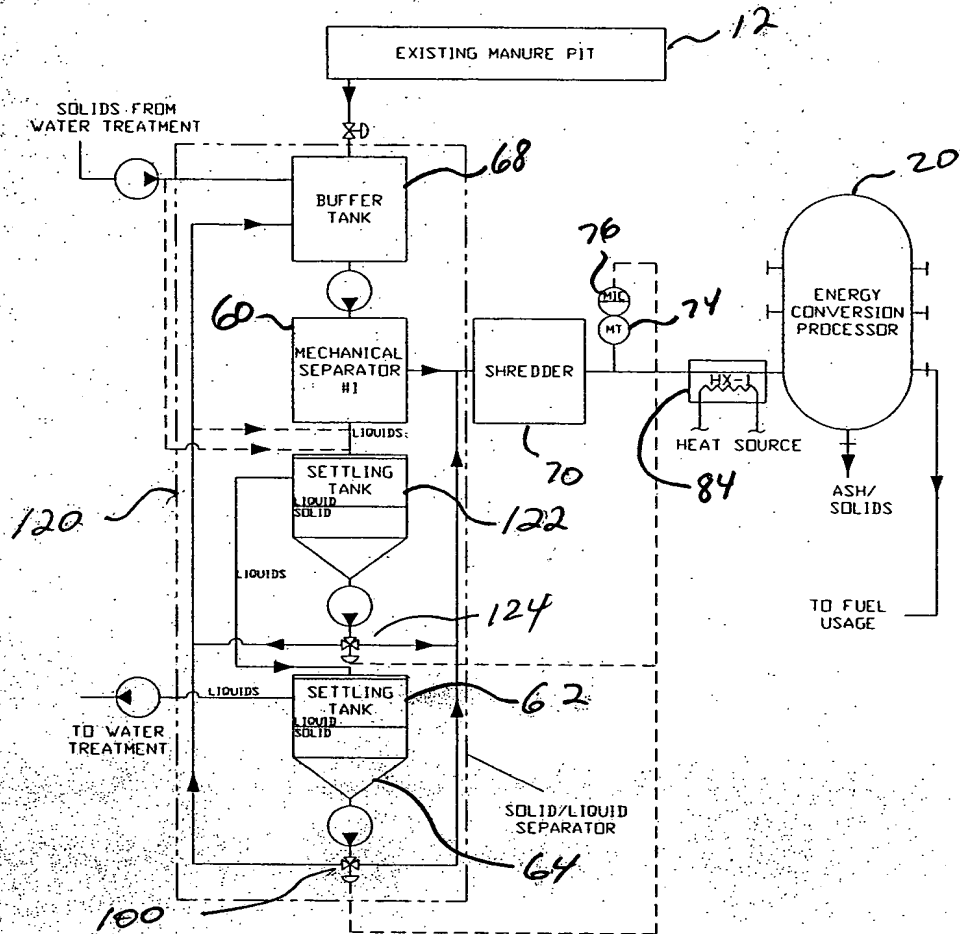 12
EXISTING MANURE PIT
SOLIDS FROM
WATER TREATMENT
68
BUFFER
TANK
20
76
MIC
74
MT
ENERGY
CONVERSION
PROCESSOR
60
MECHANICAL
SEPARATOR
#1
SHREDDER
HX-1
HEAT SOURCE
LIQUIDS
70
84
SETTLING
TANK
LIQUID
SOLID
122
120
ASH/
SOLIDS
LIQUIDS
124
TO FUEL
USAGE
LIQUIDS
SETTLING
TANK
LIQUID
SOLID
62
TO WATER
TREATMENT
SOLID/LIQUID
SEPARATOR
64
100